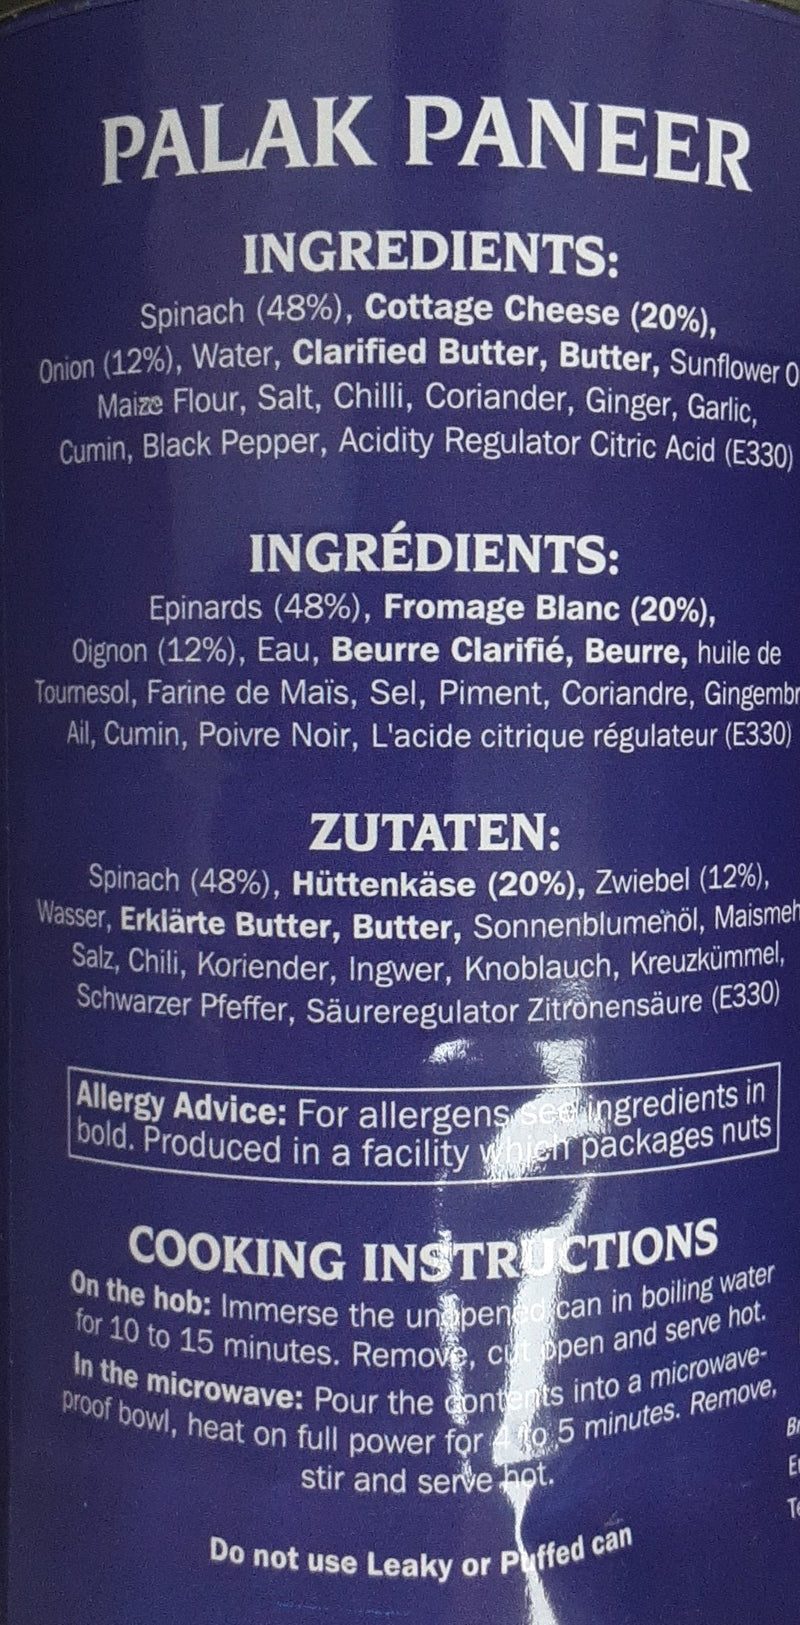 PALAK PANEER
INGREDIENTS:
Spinach (48%), Cottage Cheese (20%),
Onion (12%), Water, Clarified Butter, Butter, Sunflower O
Maize Flour, Salt, Chilli, Coriander, Ginger, Garlic,
Cumin, Black Pepper, Acidity Regulator Citric Acid (E330)
INGRÉDIENTS:
Epinards (48%), Fromage Blanc (20%),
Oignon (12%), Eau, Beurre Clarifié, Beurre, huile de
Tournesol, Farine de Maïs, Sel, Piment, Coriandre, Gingembr
Ail, Cumin, Poivre Noir, L'acide citrique régulateur (E330)
ZUTATEN:
Spinach (48%), Hüttenkäse (20%), Zwiebel (12%),
Wasser, Erklärte Butter, Butter, Sonnenblumenöl, Maismeh
Salz, Chili, Koriender, Ingwer, Knoblauch, Kreuzkümmel,
Schwarzer Pfeffer, Säureregulator Zitronensäure (E330)
Allergy Advice: For allergens see ingredients in
bold. Produced in a facility which packages nuts
COOKING INSTRUCTIONS
On the hob: Immerse the unopened can in boiling water
for 10 to 15 minutes. Remove, cut open and serve hot.
In the microwave: Pour the contents into a microwave-
proof bowl, heat on full power for 4 to 5 minutes. Remove,
stir and serve hot.
Do not use Leaky or Puffed can